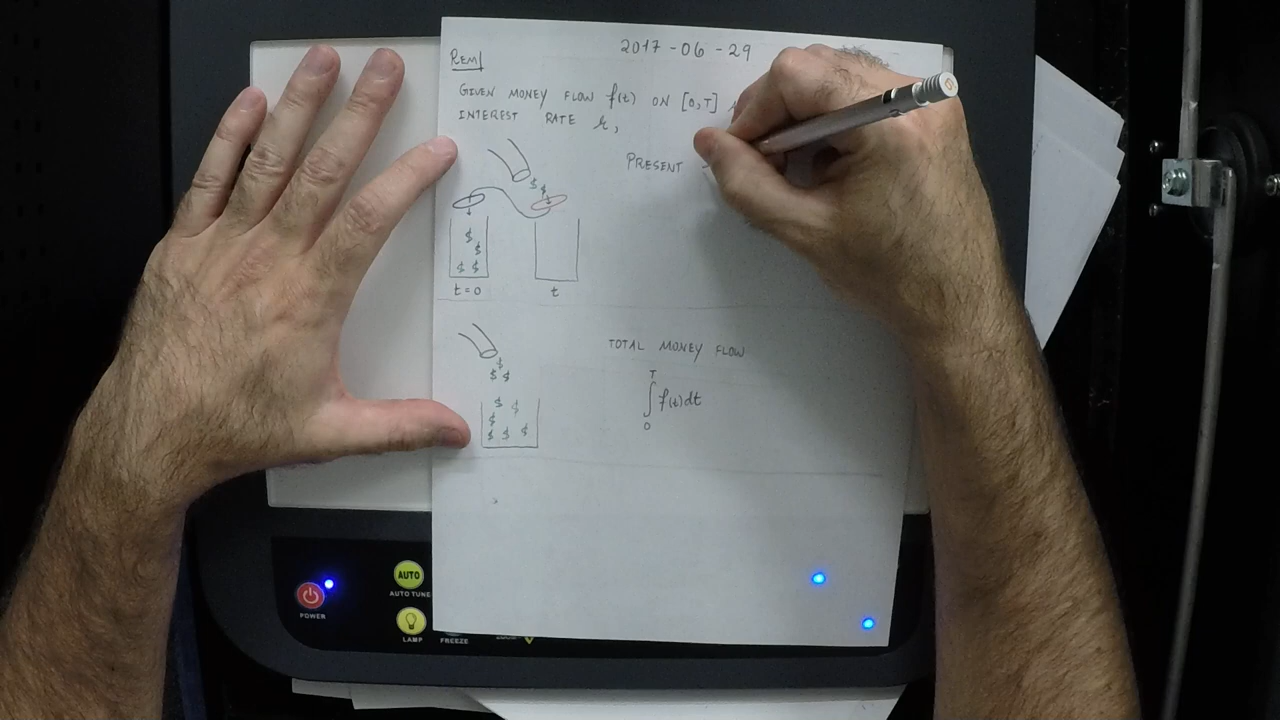 2017-06-29
REM
GIVEN MONEY FLOW f(t) ON [0,T]
INTEREST RATE r,
PRESENT
$ $
$
$
$ $
t=0
t
TOTAL MONEY FLOW
$
$ $
T
∫ f(t)dt
0
$ $
$
$ $ $
POWER
AUTO
AUTO TUNE
LAMP
FREEZE